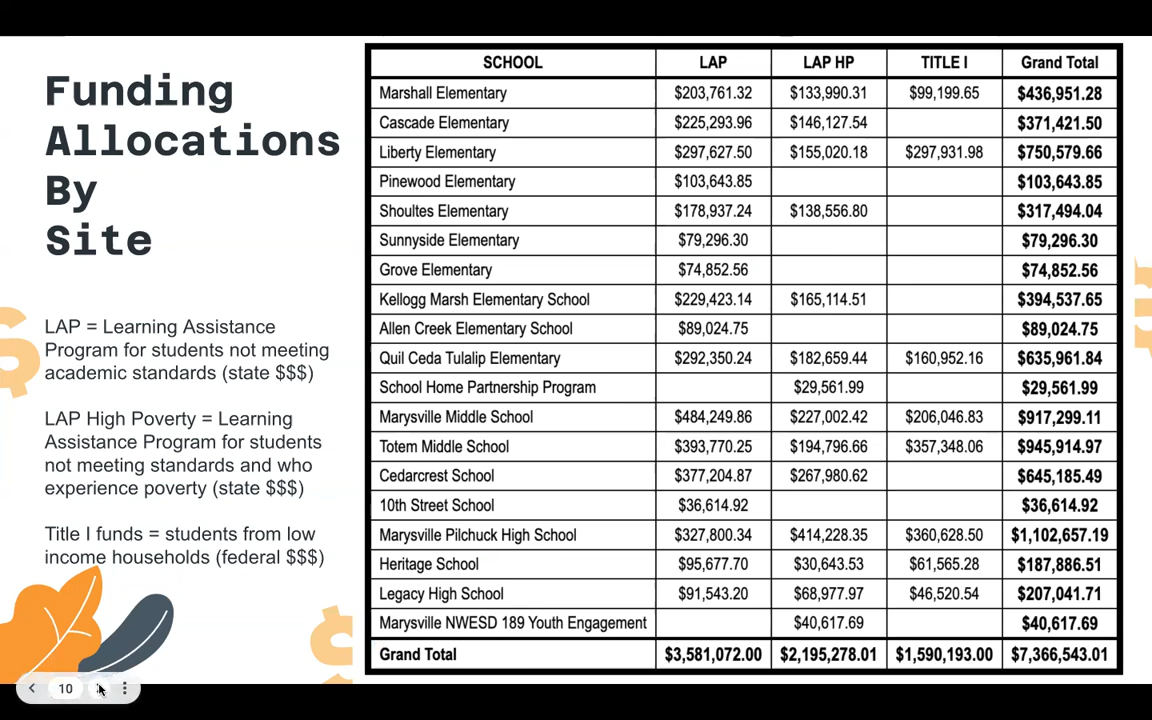 Funding
Allocations
By
Site
LAP = Learning Assistance
Program for students not meeting
academic standards (state $$$)
LAP High Poverty = Learning
Assistance Program for students
not meeting standards and who
experience poverty (state $$$)
Title I funds = students from low
income households (federal $$$)
SCHOOL LAP LAP HP TITLE I Grand Total
Marshall Elementary $203,761.32 $133,990.31 $99,199.65 $436,951.28
Cascade Elementary $225,293.96 $146,127.54 $371,421.50
Liberty Elementary $297,627.50 $155,020.18 $297,931.98 $750,579.66
Pinewood Elementary $103,643.85 $103,643.85
Shoultes Elementary $178,937.24 $138,556.80 $317,494.04
Sunnyside Elementary $79,296.30 $79,296.30
Grove Elementary $74,852.56 $74,852.56
Kellogg Marsh Elementary School $229,423.14 $165,114.51 $394,537.65
Allen Creek Elementary School $89,024.75 $89,024.75
Quil Ceda Tulalip Elementary $292,350.24 $182,659.44 $160,952.16 $635,961.84
School Home Partnership Program $29,561.99 $29,561.99
Marysville Middle School $484,249.86 $227,002.42 $206,046.83 $917,299.11
Totem Middle School $393,770.25 $194,796.66 $357,348.06 $945,914.97
Cedarcrest School $377,204.87 $267,980.62 $645,185.49
10th Street School $36,614.92 $36,614.92
Marysville Pilchuck High School $327,800.34 $414,228.35 $360,628.50 $1,102,657.19
Heritage School $95,677.70 $30,643.53 $61,565.28 $187,886.51
Legacy High School $91,543.20 $68,977.97 $46,520.54 $207,041.71
Marysville NWESD 189 Youth Engagement $40,617.69 $40,617.69
Grand Total $3,581,072.00 $2,195,278.01 $1,590,193.00 $7,366,543.01
10